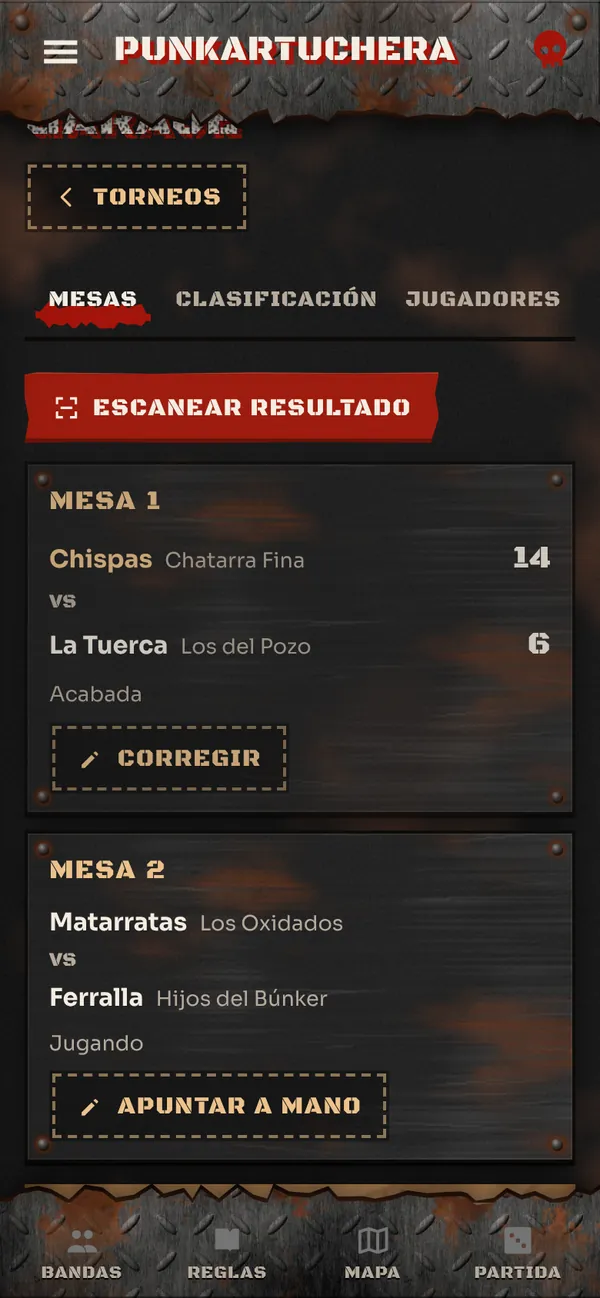 PUNKARTUCHERA
TORNEOS
MESAS CLASIFICACIÓN JUGADORES
ESCANEAR RESULTADO
MESA 1
Chispas Chatarra Fina 14
VS
La Tuerca Los del Pozo 6
Acabada
CORREGIR
MESA 2
Matarratas Los Oxidados
VS
Ferralla Hijos del Búnker
Jugando
APUNTAR A MANO
BANDAS REGLAS MAPA PARTIDA